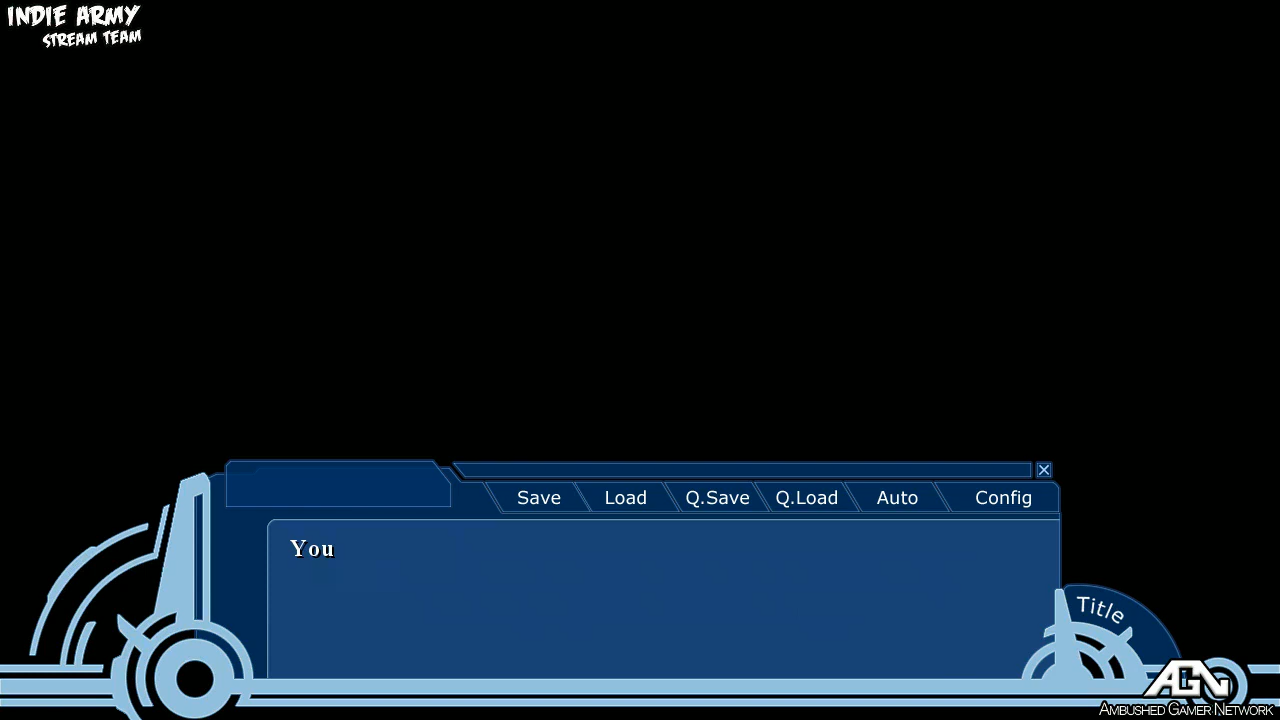 INDIE ARMY
STREAM TEAM
Save Load Q.Save Q.Load Auto Config
You
Title
AGN
AMBUSHED GAMER NETWORK